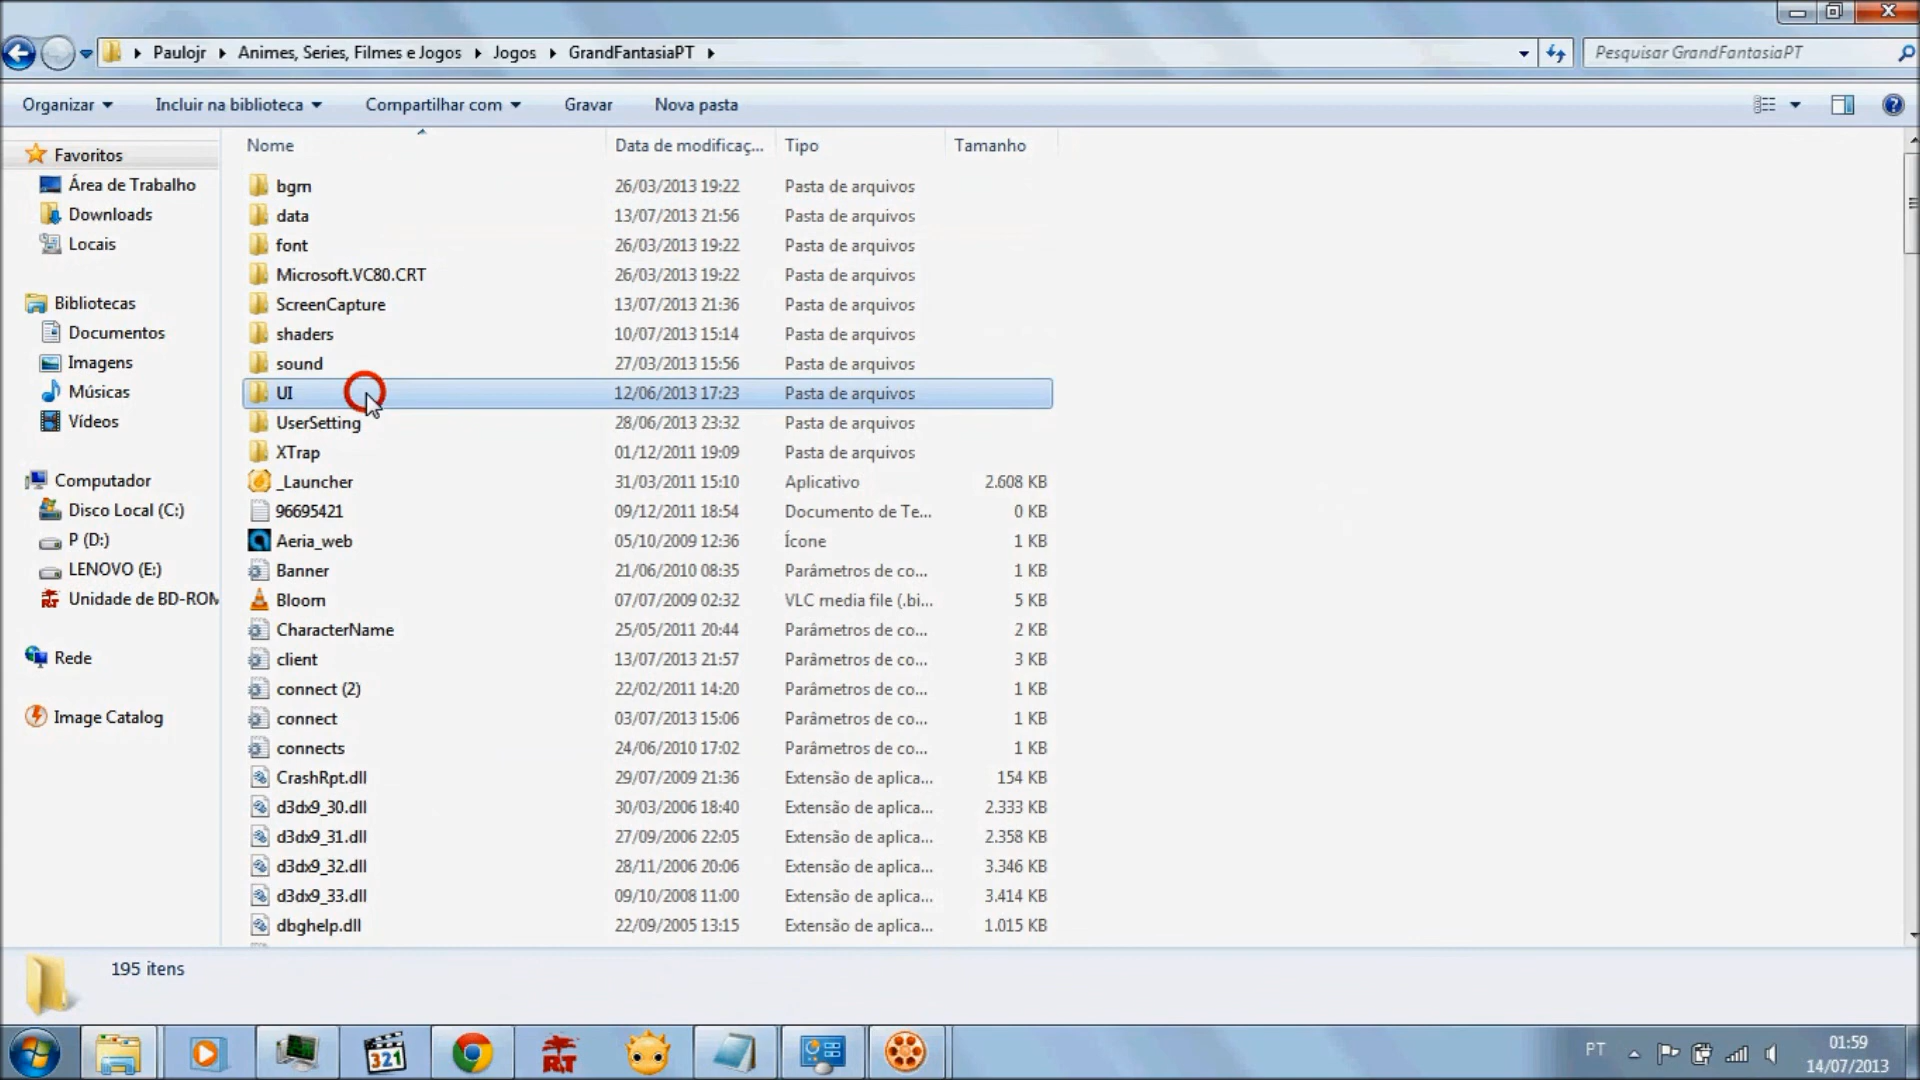 Paulojr Animes, Series, Filmes e Jogos Jogos GrandFantasiaPT Pesquisar GrandFantasiaPT
Organizar Incluir na biblioteca Compartilhar com Gravar Nova pasta
Favoritos
Área de Trabalho
Downloads
Locais
Bibliotecas
Documentos
Imagens
Músicas
Vídeos
Computador
Disco Local (C:)
P (D:)
LENOVO (E:)
Unidade de BD-ROM
Rede
Image Catalog
Nome Data de modificaç... Tipo Tamanho
bgm 26/03/2013 19:22 Pasta de arquivos
data 13/07/2013 21:56 Pasta de arquivos
font 26/03/2013 19:22 Pasta de arquivos
Microsoft.VC80.CRT 26/03/2013 19:22 Pasta de arquivos
ScreenCapture 13/07/2013 21:36 Pasta de arquivos
shaders 10/07/2013 15:14 Pasta de arquivos
sound 27/03/2013 15:56 Pasta de arquivos
UI 12/06/2013 17:23 Pasta de arquivos
UserSetting 28/06/2013 23:32 Pasta de arquivos
XTrap 01/12/2011 19:09 Pasta de arquivos
_Launcher 31/03/2011 15:10 Aplicativo 2.608 KB
96695421 09/12/2011 18:54 Documento de Te... 0 KB
Aeria_web 05/10/2009 12:36 Ícone 1 KB
Banner 21/06/2010 08:35 Parâmetros de co... 1 KB
Bloom 07/07/2009 02:32 VLC media file (.bi... 5 KB
CharacterName 25/05/2011 20:44 Parâmetros de co... 2 KB
client 13/07/2013 21:57 Parâmetros de co... 3 KB
connect (2) 22/02/2011 14:20 Parâmetros de co... 1 KB
connect 03/07/2013 15:06 Parâmetros de co... 1 KB
connects 24/06/2010 17:02 Parâmetros de co... 1 KB
CrashRpt.dll 29/07/2009 21:36 Extensão de aplica... 154 KB
d3dx9_30.dll 30/03/2006 18:40 Extensão de aplica... 2.333 KB
d3dx9_31.dll 27/09/2006 22:05 Extensão de aplica... 2.358 KB
d3dx9_32.dll 28/11/2006 20:06 Extensão de aplica... 3.346 KB
d3dx9_33.dll 09/10/2008 11:00 Extensão de aplica... 3.414 KB
dbghelp.dll 22/09/2005 13:15 Extensão de aplica... 1.015 KB
195 itens
321
RT
PT
01:59
14/07/2013